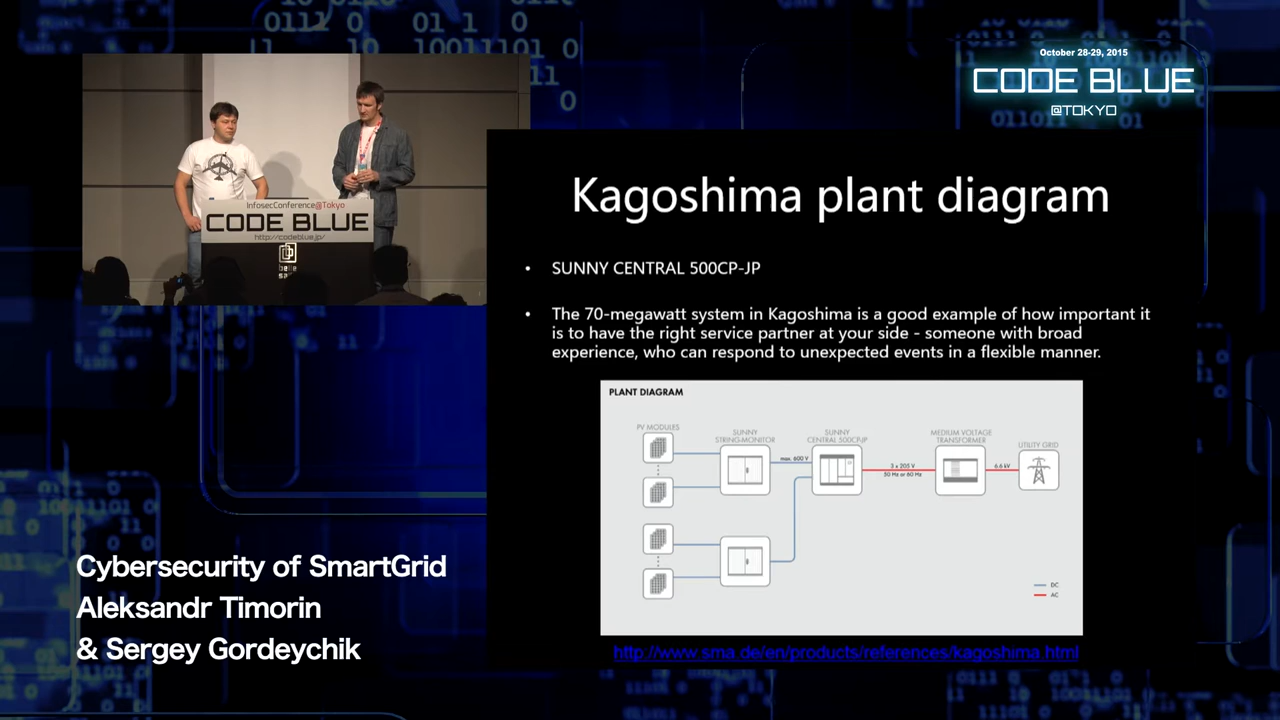 October 28-29, 2015
CODE BLUE
@TOKYO
InfosecConference@Tokyo
CODE BLUE
http://codeblue.jp/
Kagoshima plant diagram
• SUNNY CENTRAL 500CP-JP
• The 70-megawatt system in Kagoshima is a good example of how important it
is to have the right service partner at your side - someone with broad
experience, who can respond to unexpected events in a flexible manner.
PLANT DIAGRAM
PV MODULES
SUNNY
STRING-MONITOR
SUNNY
CENTRAL 500CP-JP
MEDIUM VOLTAGE
TRANSFORMER
UTILITY GRID
max. 600 V
3 x 205 V
50 Hz or 60 Hz
6.6 kV
DC
AC
http://www.sma.de/en/products/references/kagoshima.html
Cybersecurity of SmartGrid
Aleksandr Timorin
& Sergey Gordeychik